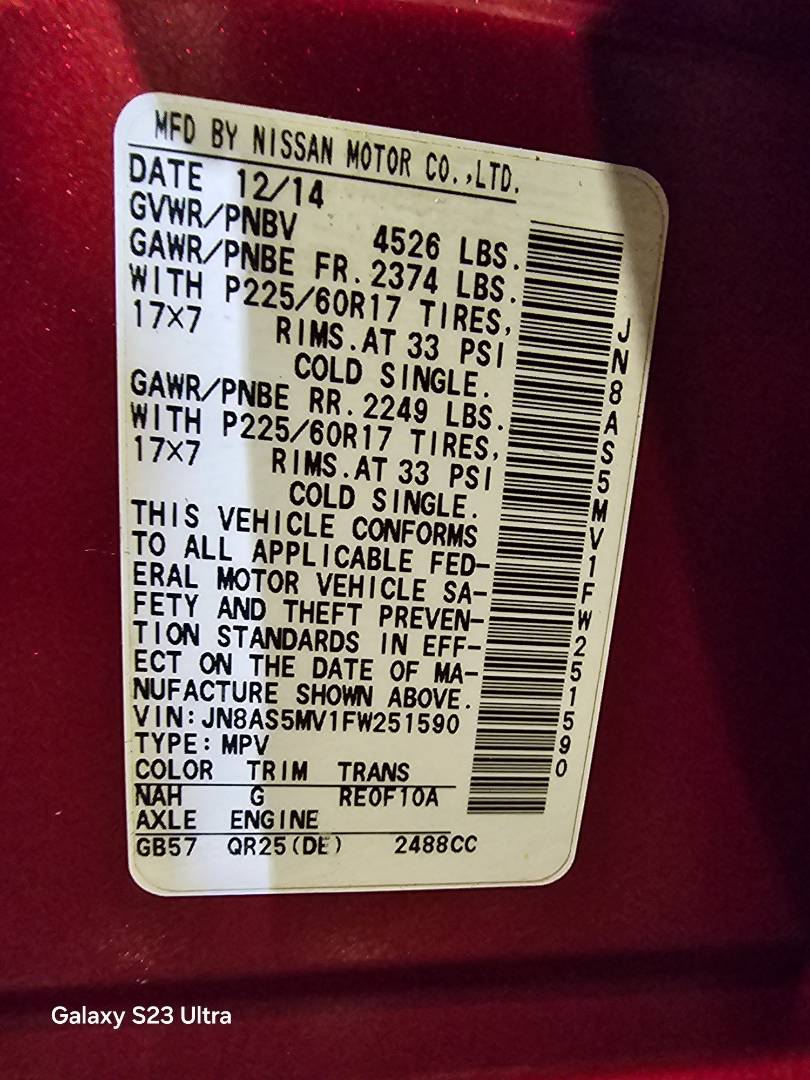 MFD BY NISSAN MOTOR CO.,LTD.
DATE 12/14
GVWR/PNBV 4526 LBS.
GAWR/PNBE FR. 2374 LBS.
WITH P225/60R17 TIRES,
17×7 RIMS.AT 33 PSI
COLD SINGLE.
GAWR/PNBE RR. 2249 LBS.
WITH P225/60R17 TIRES,
17×7 RIMS.AT 33 PSI
COLD SINGLE.
THIS VEHICLE CONFORMS
TO ALL APPLICABLE FED-
ERAL MOTOR VEHICLE SA-
FETY AND THEFT PREVEN-
TION STANDARDS IN EFF-
ECT ON THE DATE OF MA-
NUFACTURE SHOWN ABOVE.
VIN:JN8AS5MV1FW251590
TYPE:MPV
COLOR TRIM TRANS
NAH G RE0F10A
AXLE ENGINE
GB57 QR25(DE) 2488CC
JN8AS5MV1FW251590
Galaxy S23 Ultra